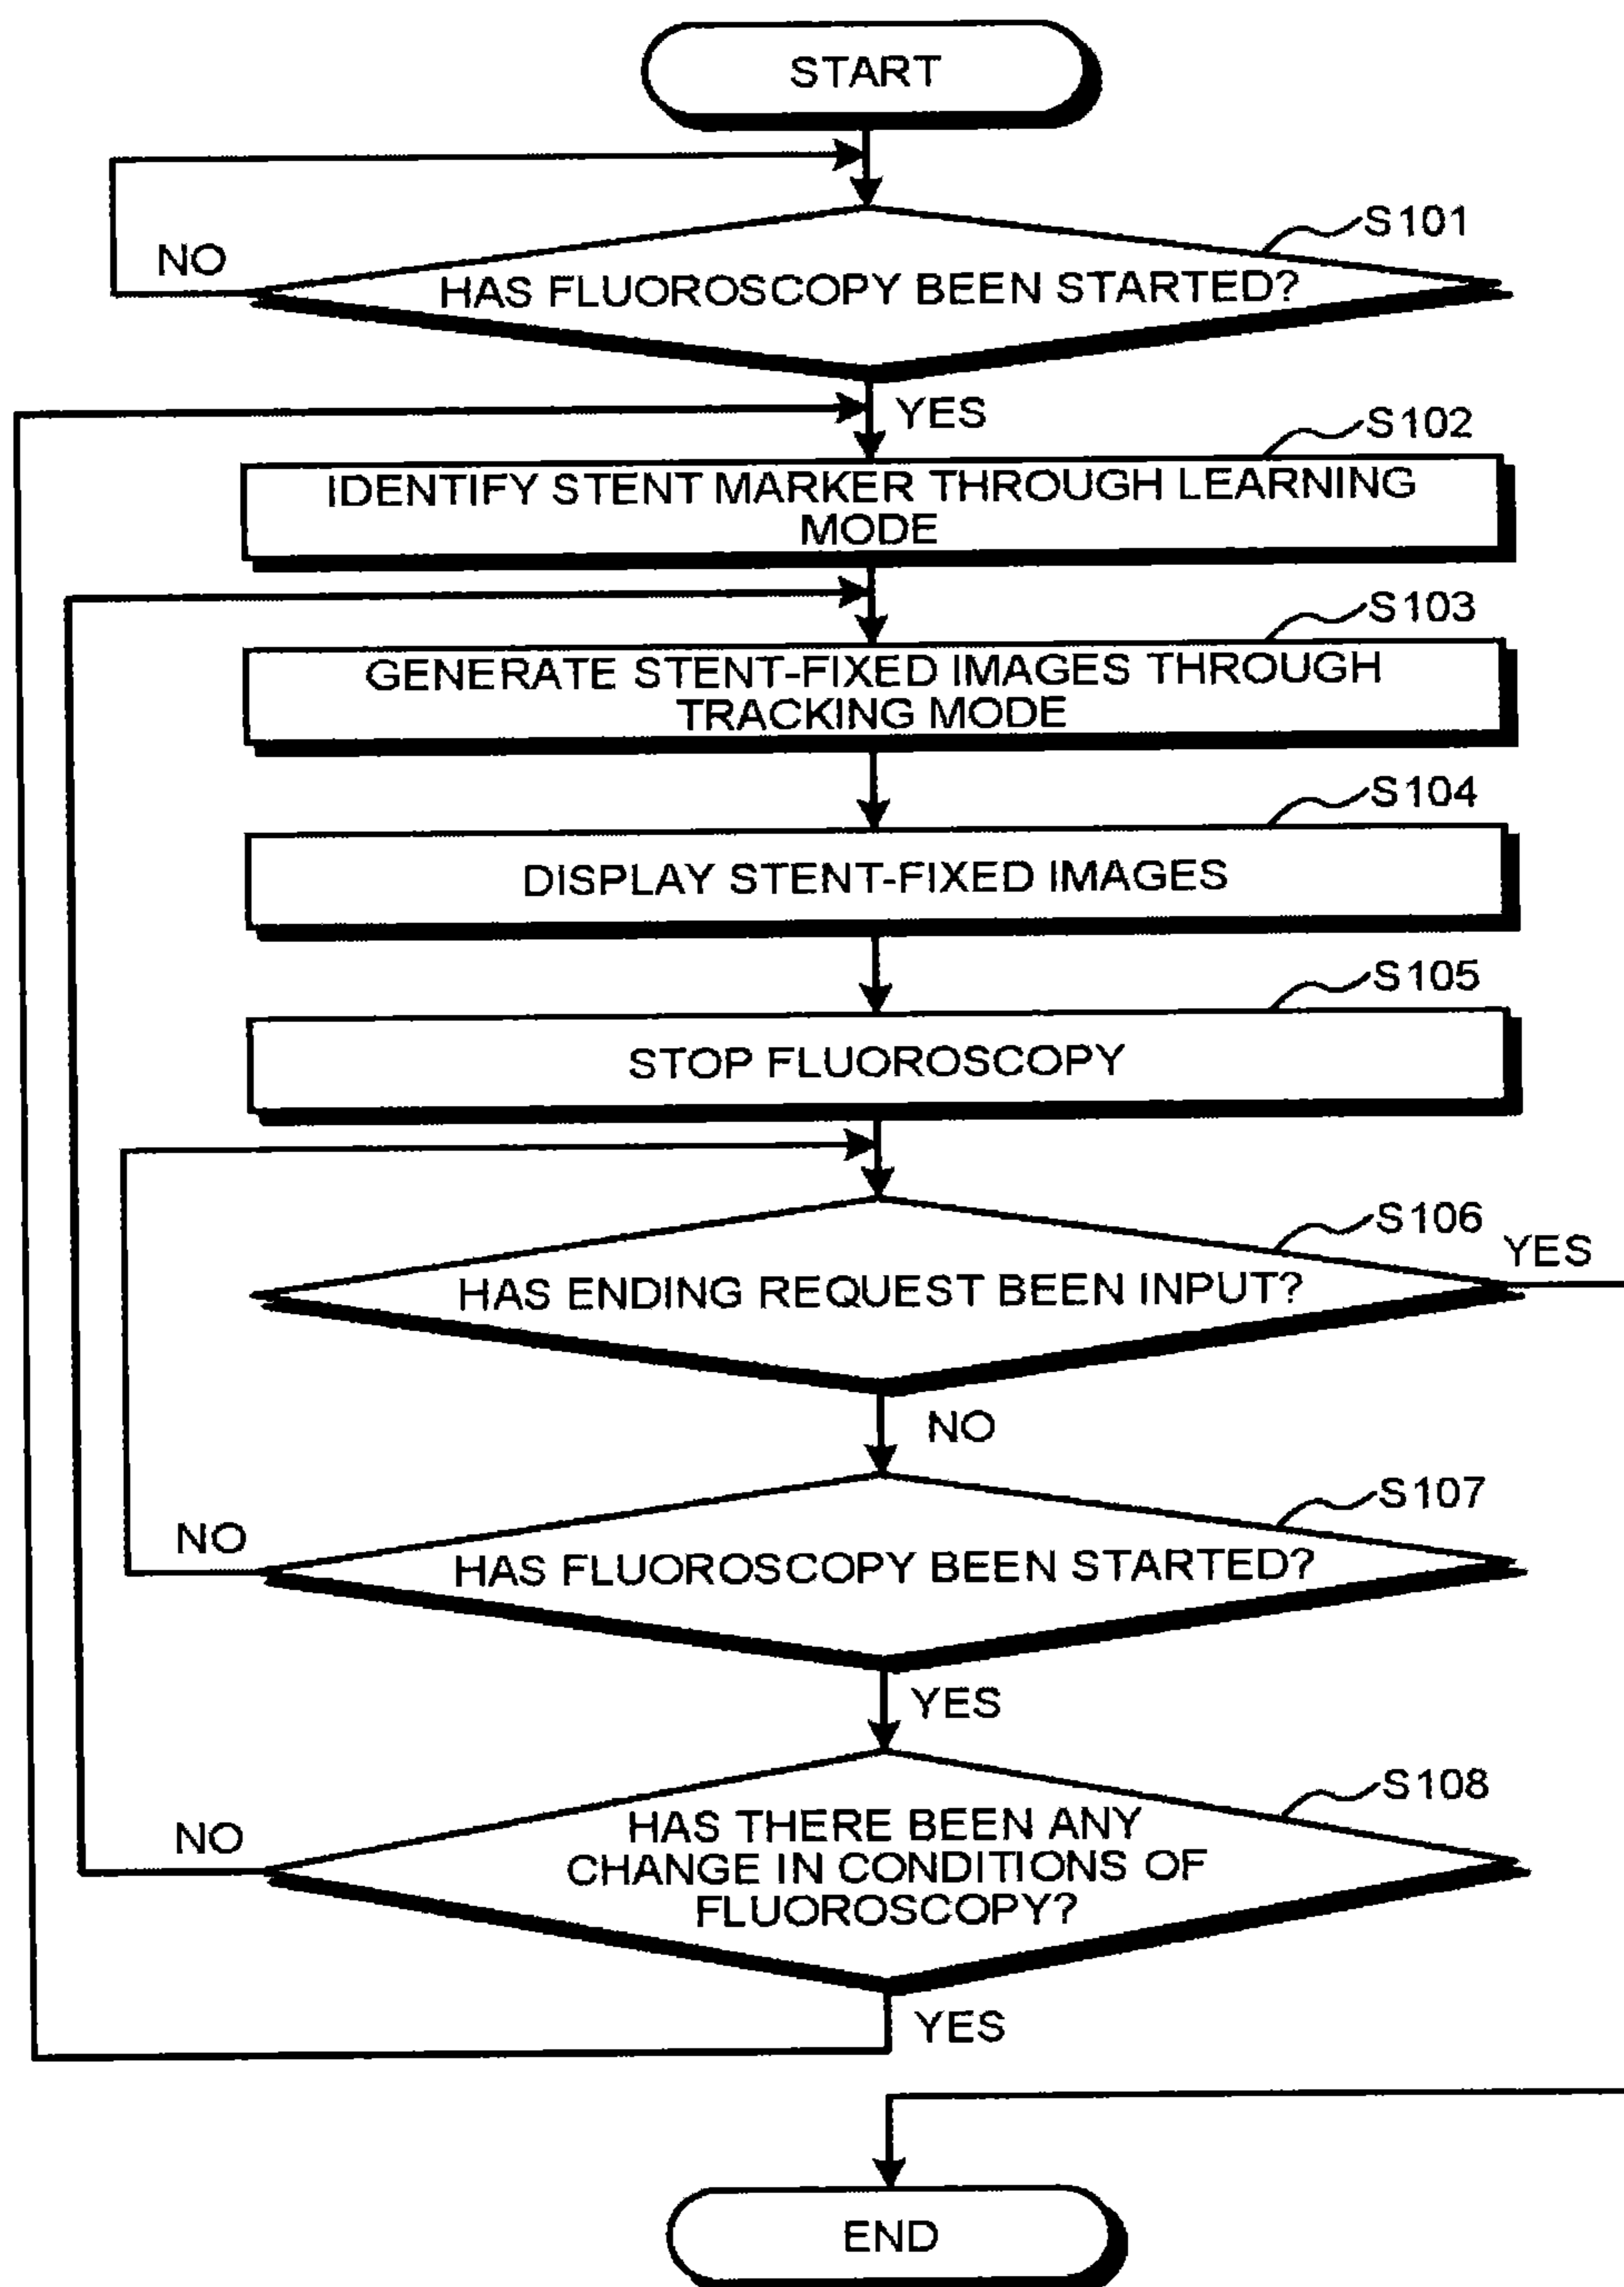 START
S101
NO
HAS FLUOROSCOPY BEEN STARTED?
YES
S102
IDENTIFY STENT MARKER THROUGH LEARNING
MODE
S103
GENERATE STENT-FIXED IMAGES THROUGH
TRACKING MODE
S104
DISPLAY STENT-FIXED IMAGES
S105
STOP FLUOROSCOPY
S106
YES
HAS ENDING REQUEST BEEN INPUT?
NO
S107
NO
HAS FLUOROSCOPY BEEN STARTED?
YES
S108
NO
HAS THERE BEEN ANY
CHANGE IN CONDITIONS OF
FLUOROSCOPY?
YES
END